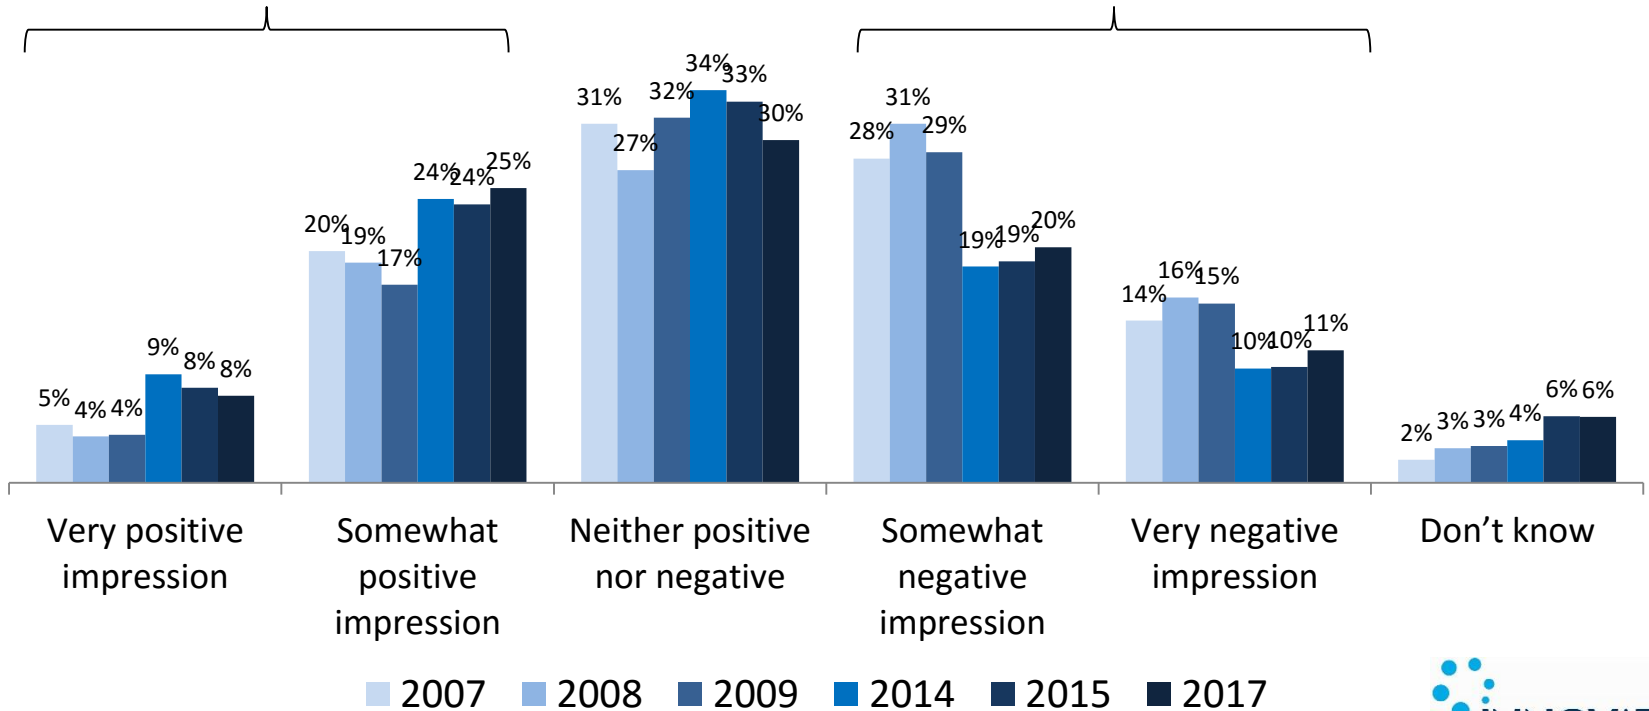 5% 4% 4% 9% 8% 8%
20% 19% 17% 24% 24% 25%
31% 27% 32% 34% 33% 30%
28% 31% 29% 19% 19% 20%
14% 16% 15% 10% 10% 11%
2% 3% 3% 4% 6% 6%
Very positive
impression
Somewhat
positive
impression
Neither positive
nor negative
Somewhat
negative
impression
Very negative
impression
Don’t know
2007 2008 2009 2014 2015 2017